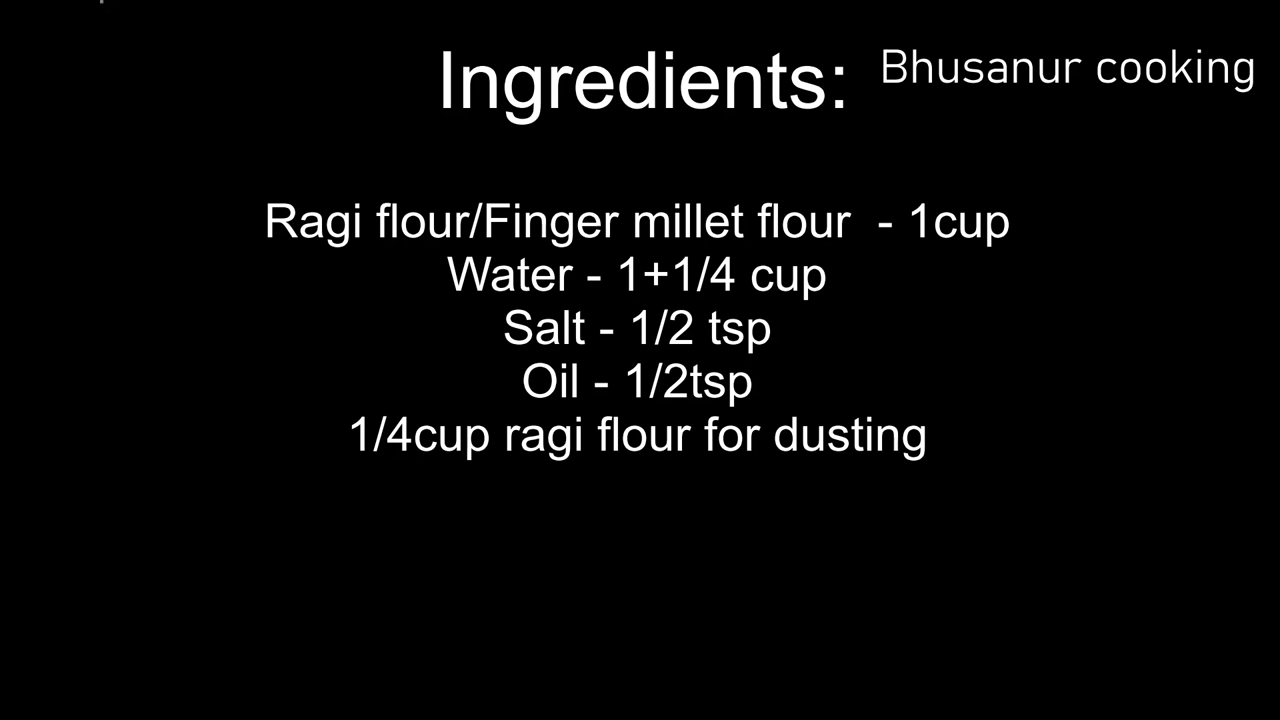 Ingredients:
Bhusanur cooking
Ragi flour/Finger millet flour  - 1cup
Water - 1+1/4 cup
Salt - 1/2 tsp
Oil - 1/2tsp
1/4cup ragi flour for dusting